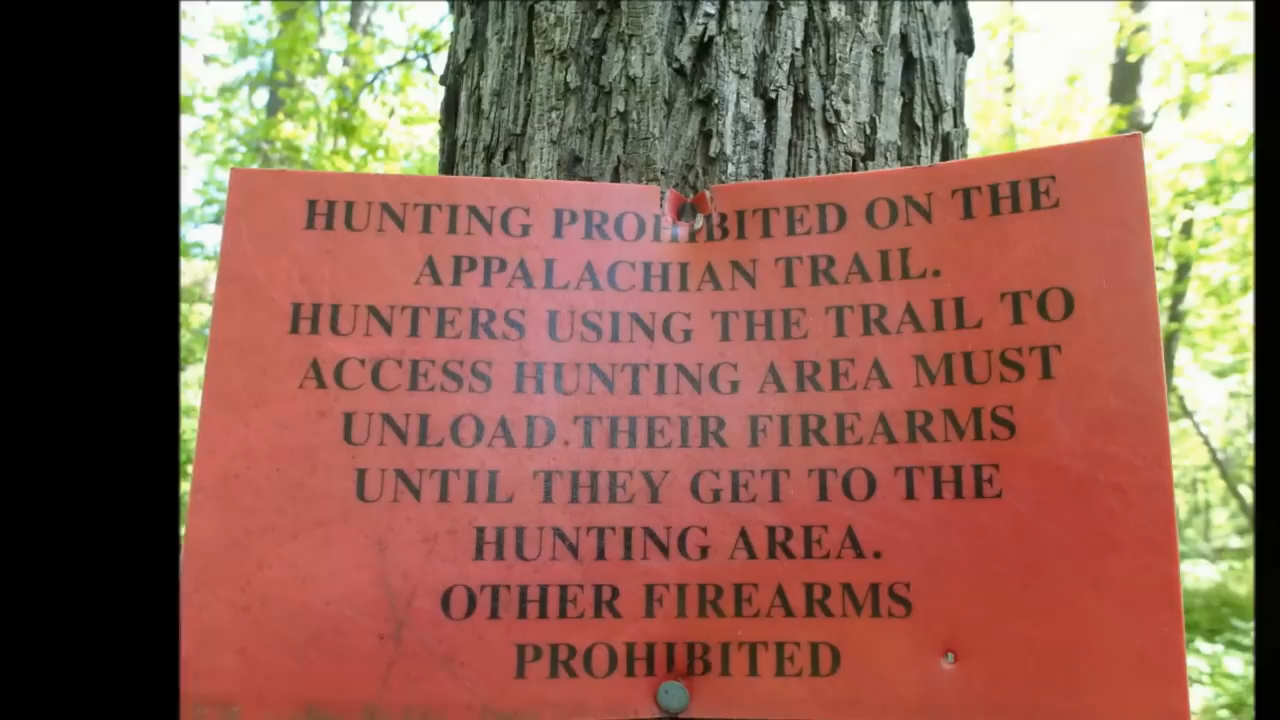 HUNTING PROHIBITED ON THE
APPALACHIAN TRAIL.
HUNTERS USING THE TRAIL TO
ACCESS HUNTING AREA MUST
UNLOAD THEIR FIREARMS
UNTIL THEY GET TO THE
HUNTING AREA.
OTHER FIREARMS
PROHIBITED